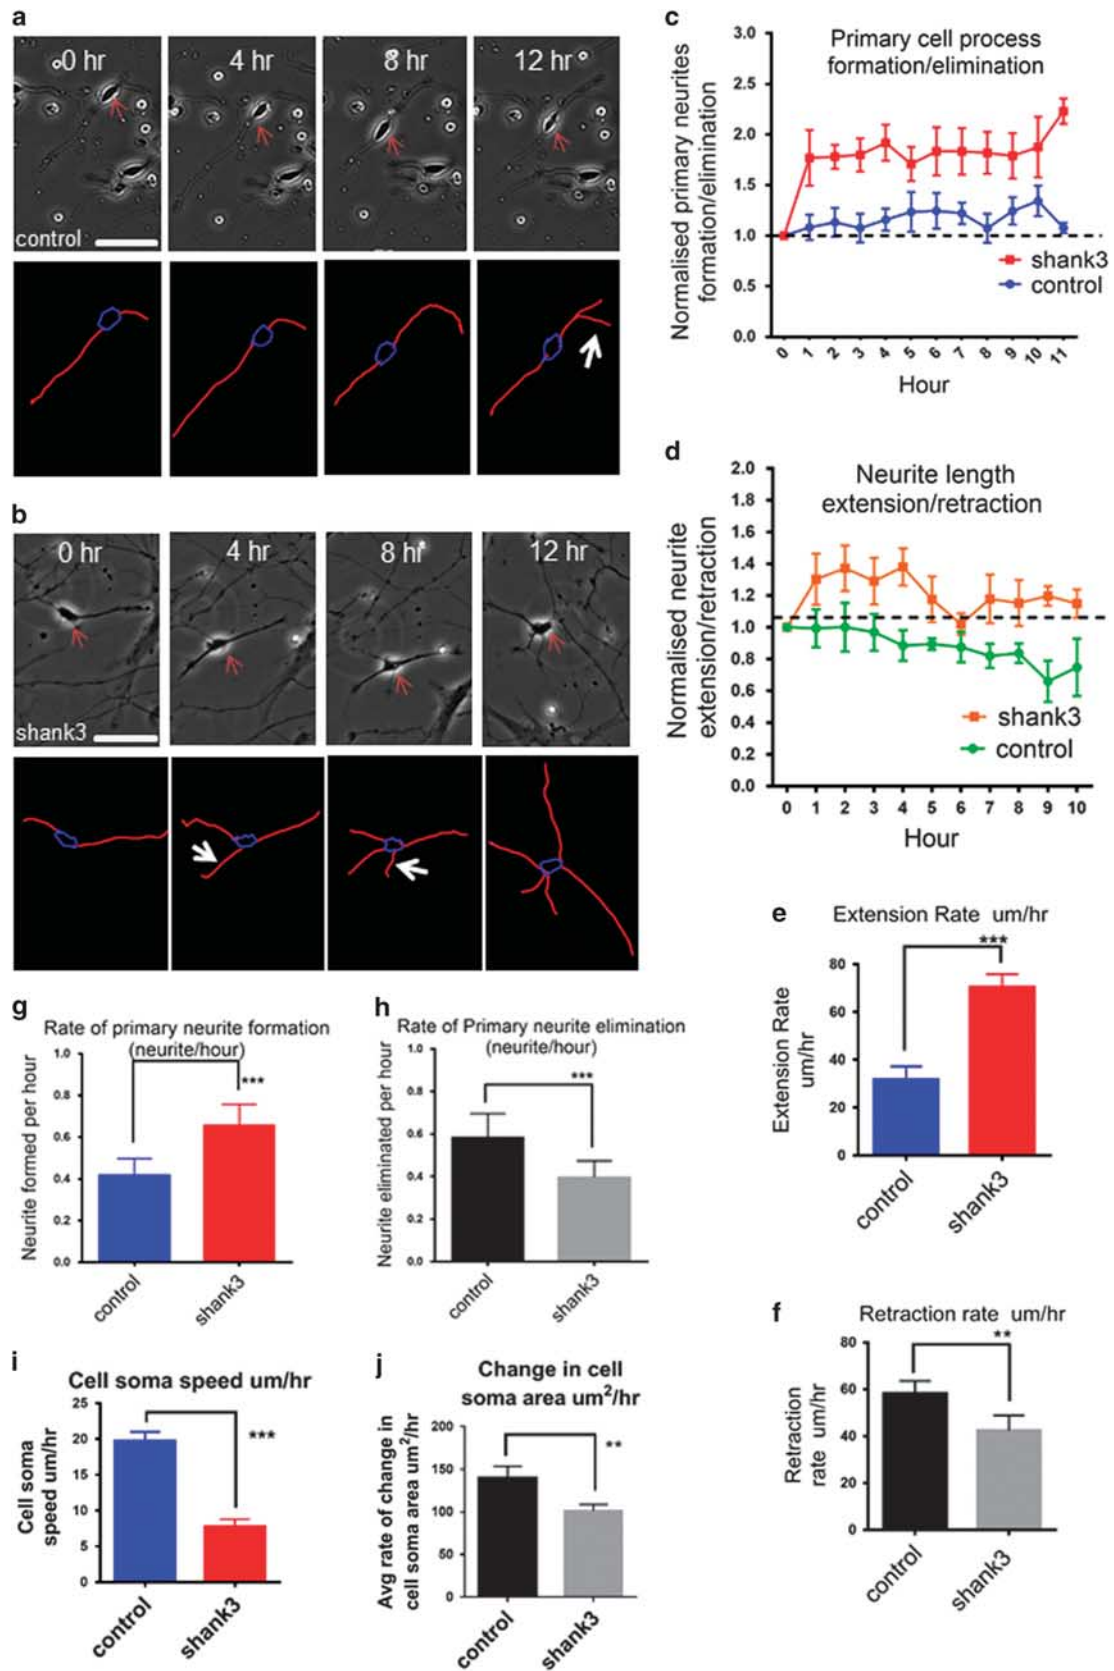 a
0 hr
4 hr
8 hr
12 hr
control
b
0 hr
4 hr
8 hr
12 hr
shank3
c
Primary cell process
formation/elimination
Normalised primary neurites
formation/elimination
3.0
2.5
2.0
1.5
1.0
0.5
0.0
0 1 2 3 4 5 6 7 8 9 10 11
Hour
shank3
control
d
Neurite length
extension/retraction
Normalised neurite
extension/retraction
2.0
1.8
1.6
1.4
1.2
1.0
0.8
0.6
0.4
0.2
0.0
0 1 2 3 4 5 6 7 8 9 10
Hour
shank3
control
e
Extension Rate um/hr
***
Extension Rate
um/hr
80
60
40
20
0
control
shank3
f
Retraction rate um/hr
**
Retraction
rate um/hr
80
60
40
20
0
control
shank3
g
Rate of primary neurite formation
(neurite/hour)
***
Neurite formed per hour
1.0
0.8
0.6
0.4
0.2
0.0
control
shank3
h
Rate of Primary neurite elimination
(neurite/hour)
***
Neurite eliminated per hour
1.0
0.8
0.6
0.4
0.2
0.0
control
shank3
i
Cell soma speed um/hr
***
Cell soma
speed um/hr
25
20
15
10
5
0
control
shank3
j
Change in cell
soma area um²/hr
**
Avg rate of change in
cell soma area um²/hr
200
150
100
50
0
control
shank3